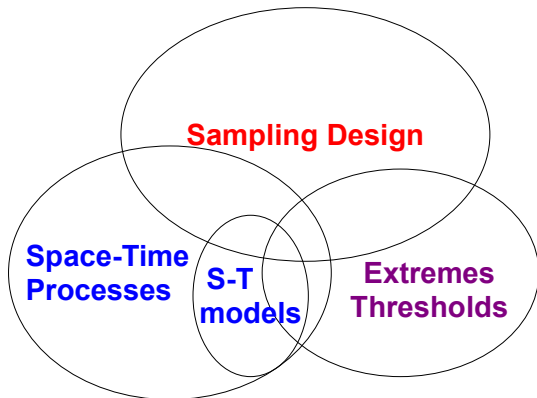 Sampling Design
Space-Time
Processes
S-T
models
Extremes
Thresholds